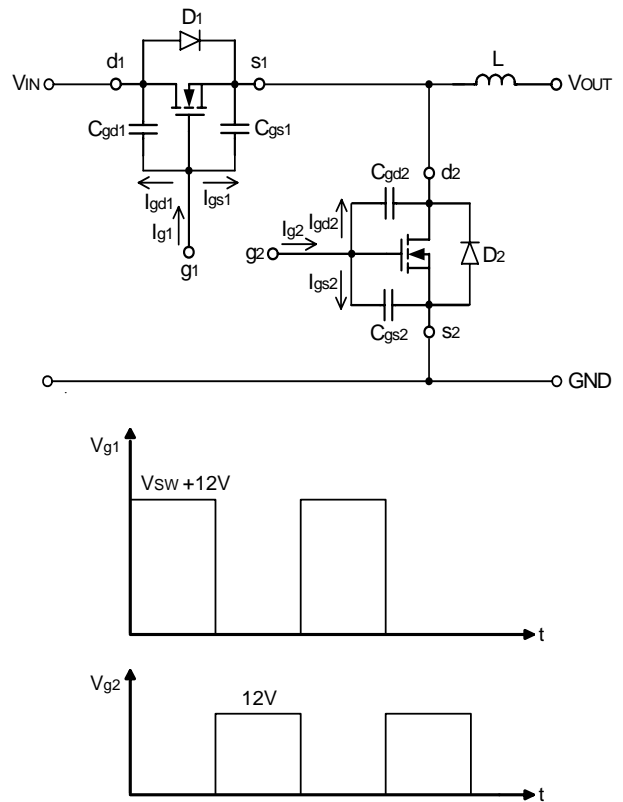 D1
d1
s1
L
VIN
VOUT
Cgd1
Cgs1
Cgd2
d2
Igd1
Igs1
Ig1
g1
Ig2
Igd2
g2
D2
Igs2
Cgs2
s2
GND
Vg1
VSW +12V
t
Vg2
12V
t